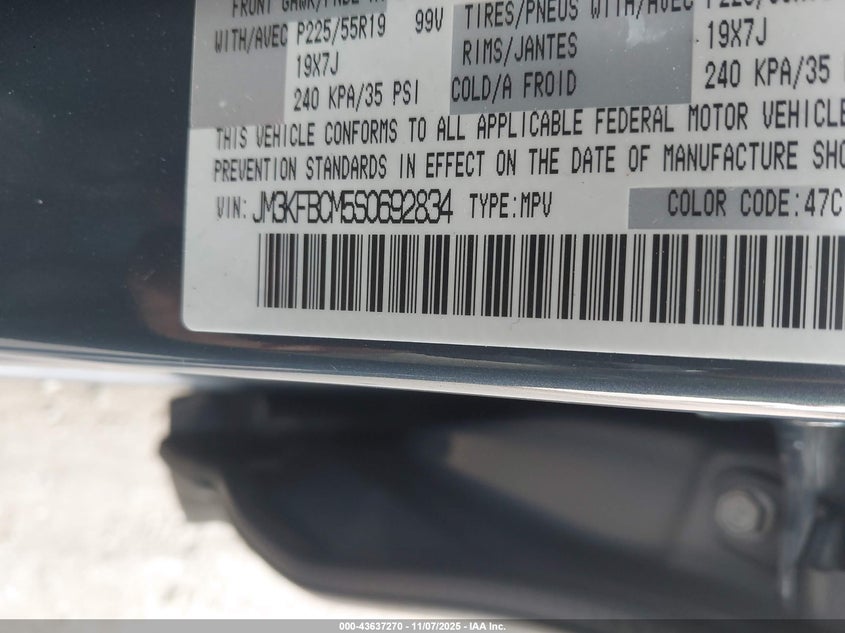 WITH/AVEC P225/55R19 99V TIRES/PNEUS WITH/AVEC
19X7J RIMS/JANTES 19X7J
240 KPA/35 PSI COLD/A FROID 240 KPA/35 PSI
THIS VEHICLE CONFORMS TO ALL APPLICABLE FEDERAL MOTOR VEHICLE
PREVENTION STANDARDS IN EFFECT ON THE DATE OF MANUFACTURE SHO
VIN: JM3KFBCM5S0692834 TYPE:MPV COLOR CODE:47C
000-43637270 - 11/07/2025 - IAA Inc.